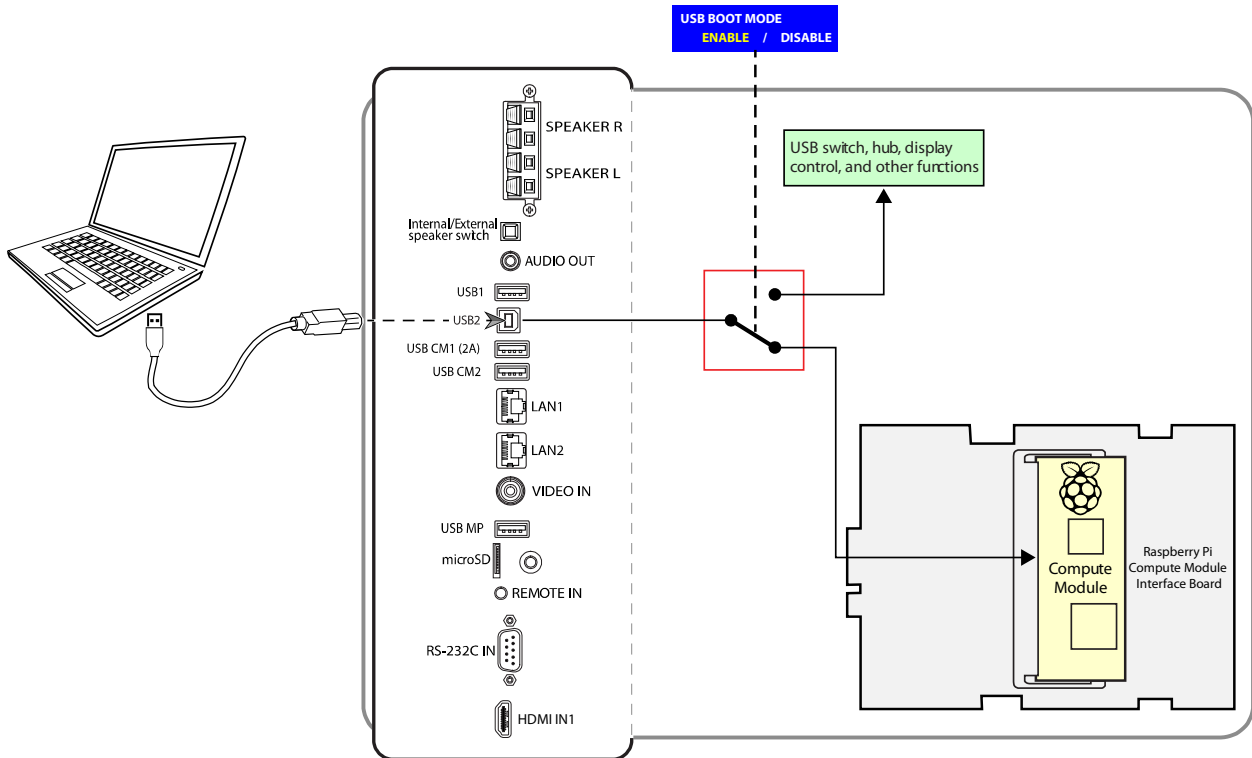 USB BOOT MODE
ENABLE / DISABLE
SPEAKER R
SPEAKER L
USB switch, hub, display
control, and other functions
Internal/External
speaker switch
AUDIO OUT
USB1
USB2
USB CM1 (2A)
USB CM2
LAN1
LAN2
VIDEO IN
USB MP
microSD
REMOTE IN
RS-232C IN
HDMI IN1
Compute
Module
Raspberry Pi
Compute Module
Interface Board